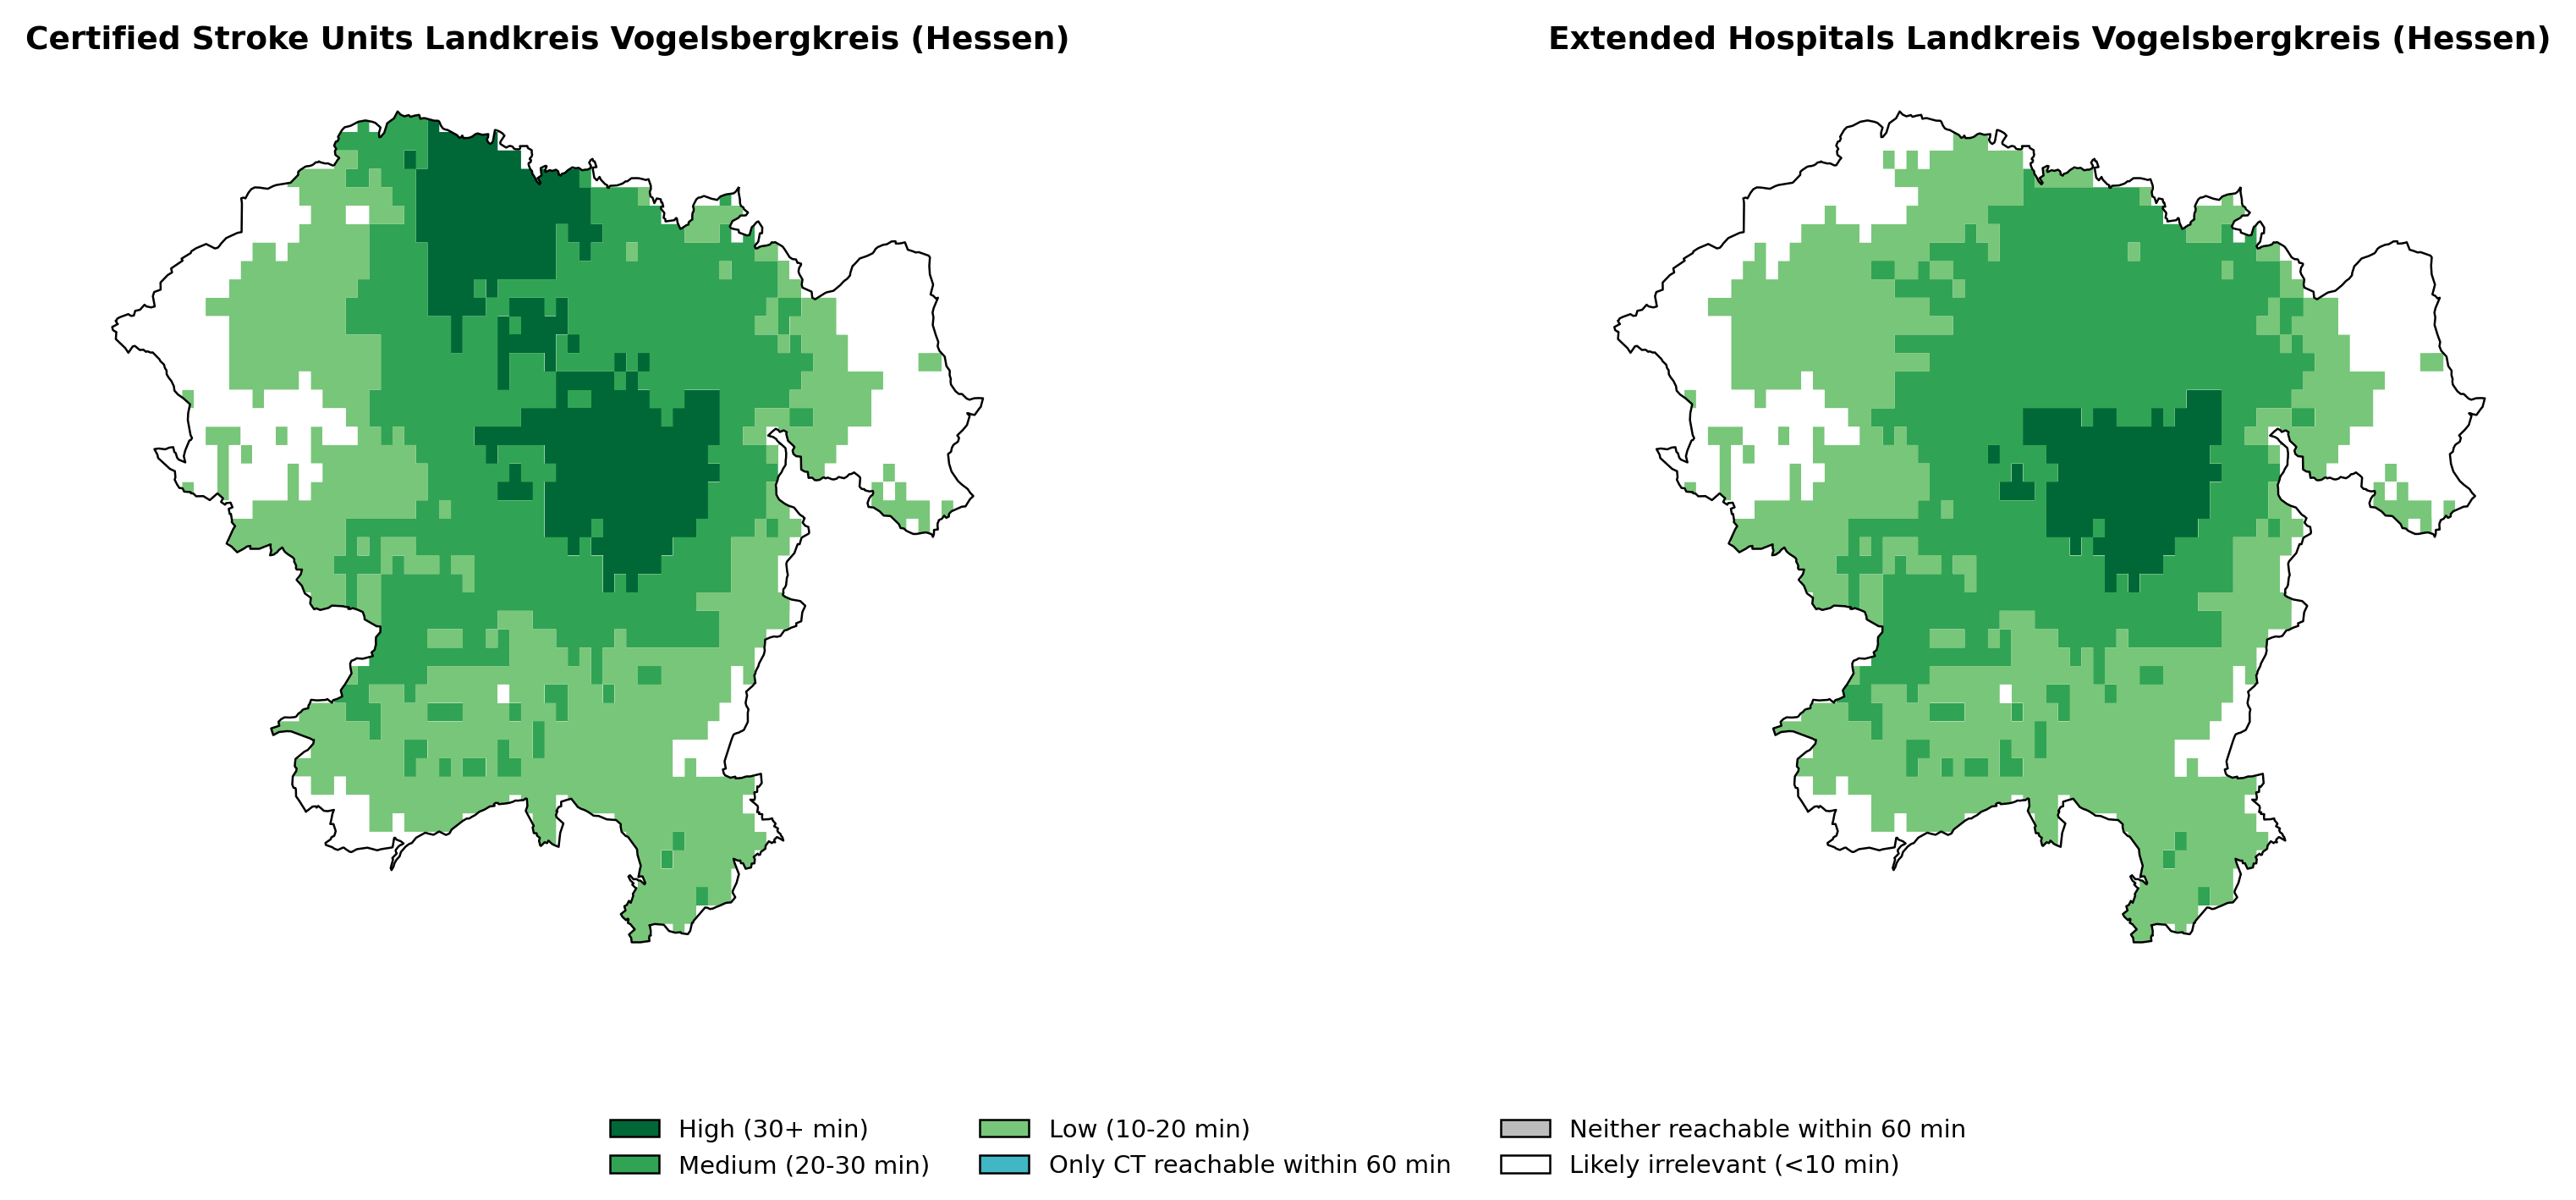 Certified Stroke Units Landkreis Vogelsbergkreis (Hessen)
Extended Hospitals Landkreis Vogelsbergkreis (Hessen)
High (30+ min)
Medium (20-30 min)
Low (10-20 min)
Only CT reachable within 60 min
Neither reachable within 60 min
Likely irrelevant (<10 min)